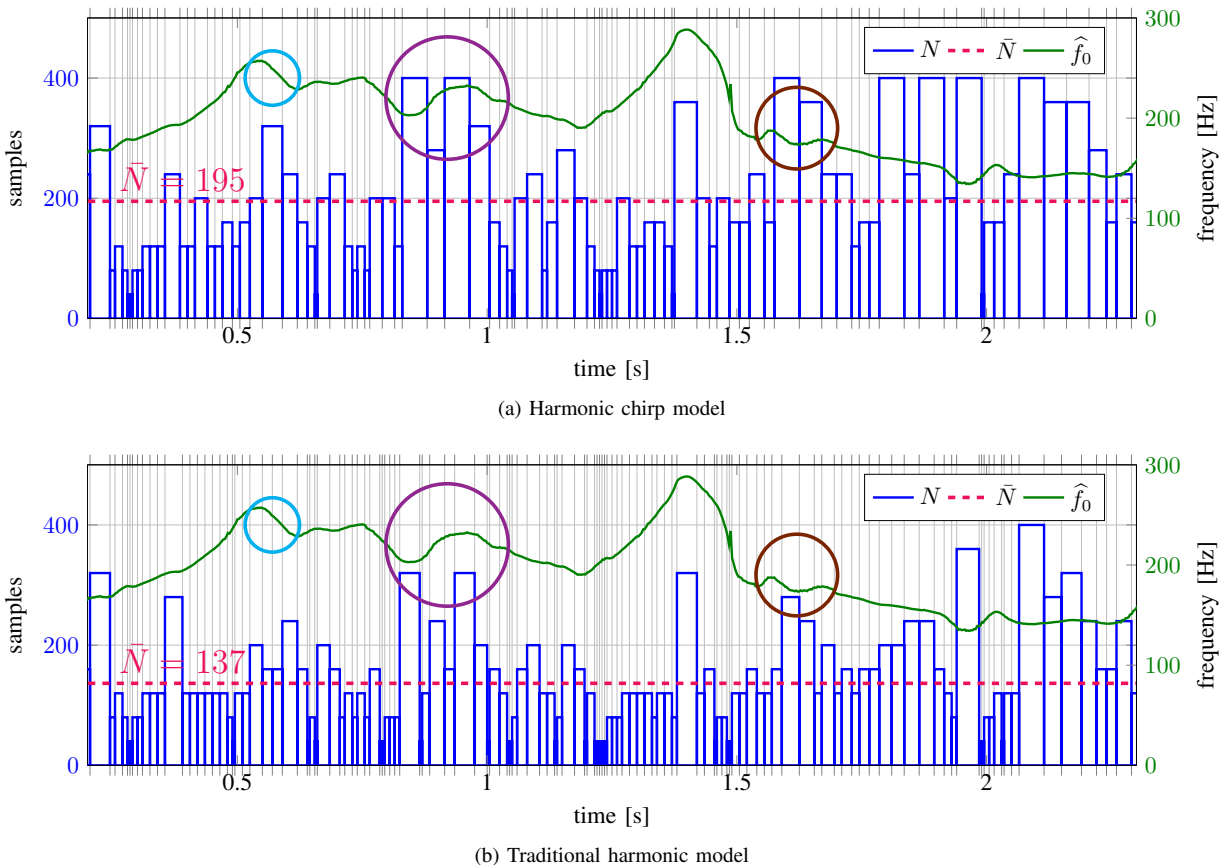 300
N N̄ f̂₀
400
200
N̄ = 195
200
100
0
0
0.5
1
1.5
2
samples
frequency [Hz]
time [s]
(a) Harmonic chirp model
300
N N̄ f̂₀
400
200
N̄ = 137
200
100
0
0
0.5
1
1.5
2
samples
frequency [Hz]
time [s]
(b) Traditional harmonic model